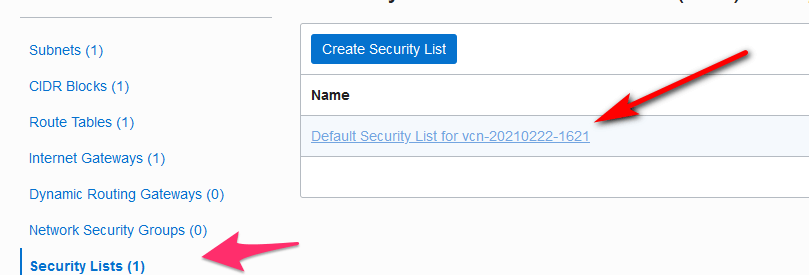 Subnets (1)
CIDR Blocks (1)
Route Tables (1)
Internet Gateways (1)
Dynamic Routing Gateways (0)
Network Security Groups (0)
Security Lists (1)
Create Security List
Name
Default Security List for vcn-20210222-1621